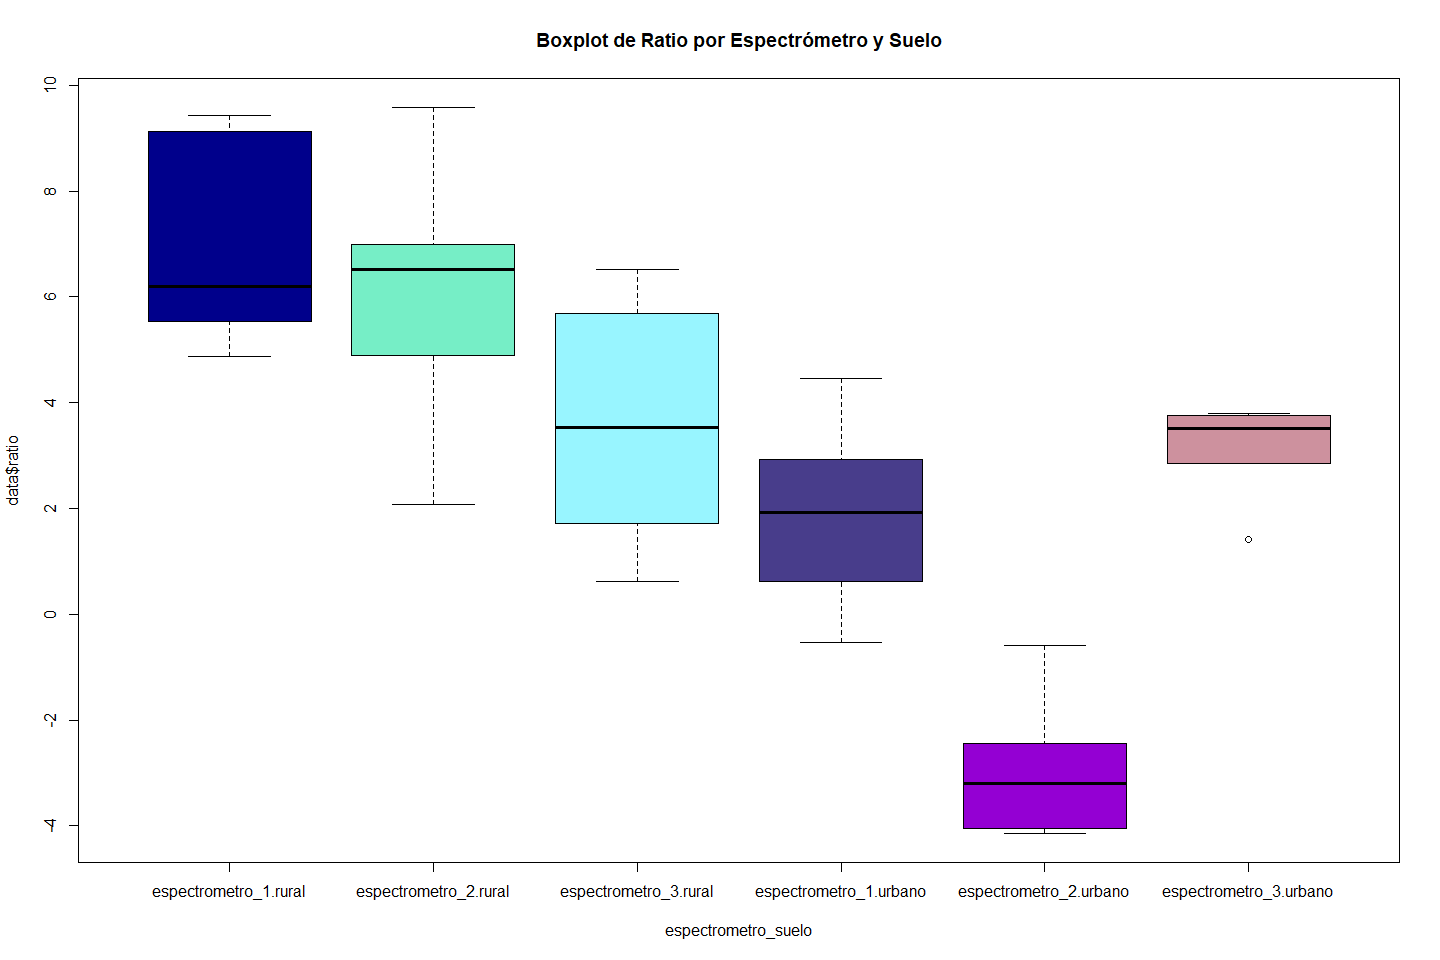 Boxplot de Ratio por Espectrómetro y Suelo
data$ratio
10
8
6
4
2
0
-2
-4
espectrometro_1.rural
espectrometro_2.rural
espectrometro_3.rural
espectrometro_1.urbano
espectrometro_2.urbano
espectrometro_3.urbano
espectrometro_suelo